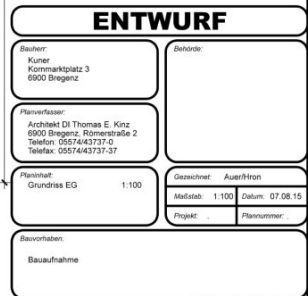 ENTWURF
Bauherr:
Kuner
Kornmarktplatz 3
6900 Bregenz
Behörde:
Planverfasser:
Architekt DI Thomas E. Kinz
6900 Bregenz, Römerstraße 2
Telefon: 05574/43737-0
Telefax: 05574/43737-37
Planinhalt:
Grundriss EG 1:100
Gezeichnet: Auer/Hron
Maßstab: 1:100 Datum: 07.08.15
Projekt: . Plannummer: .
Bauvorhaben:
Bauaufnahme